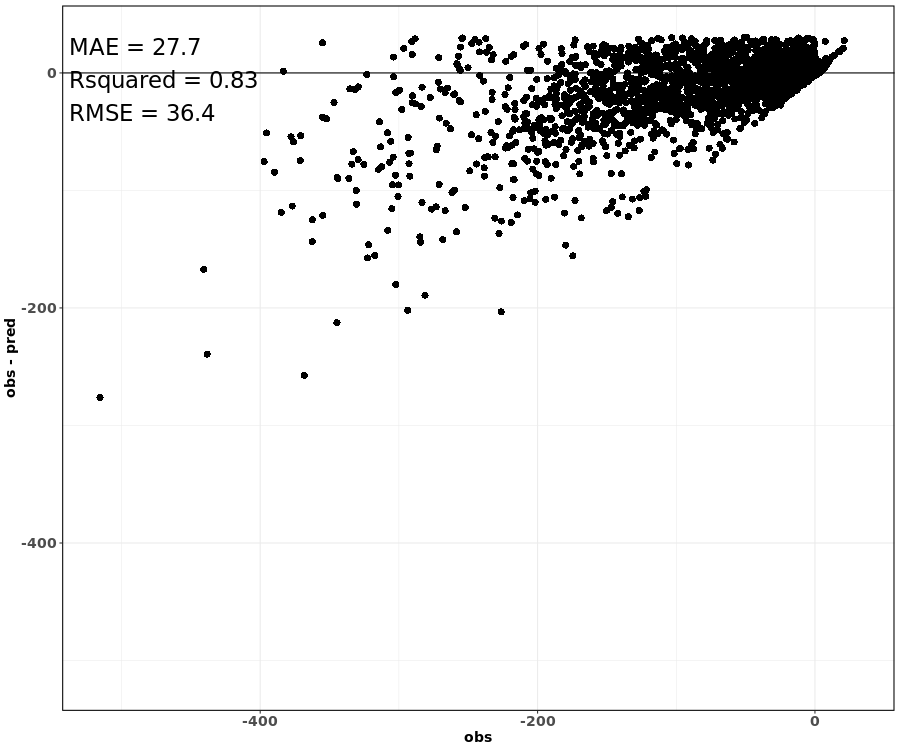 MAE = 27.7
Rsquared = 0.83
RMSE = 36.4
0
-200
-400
obs - pred
-400
-200
0
obs